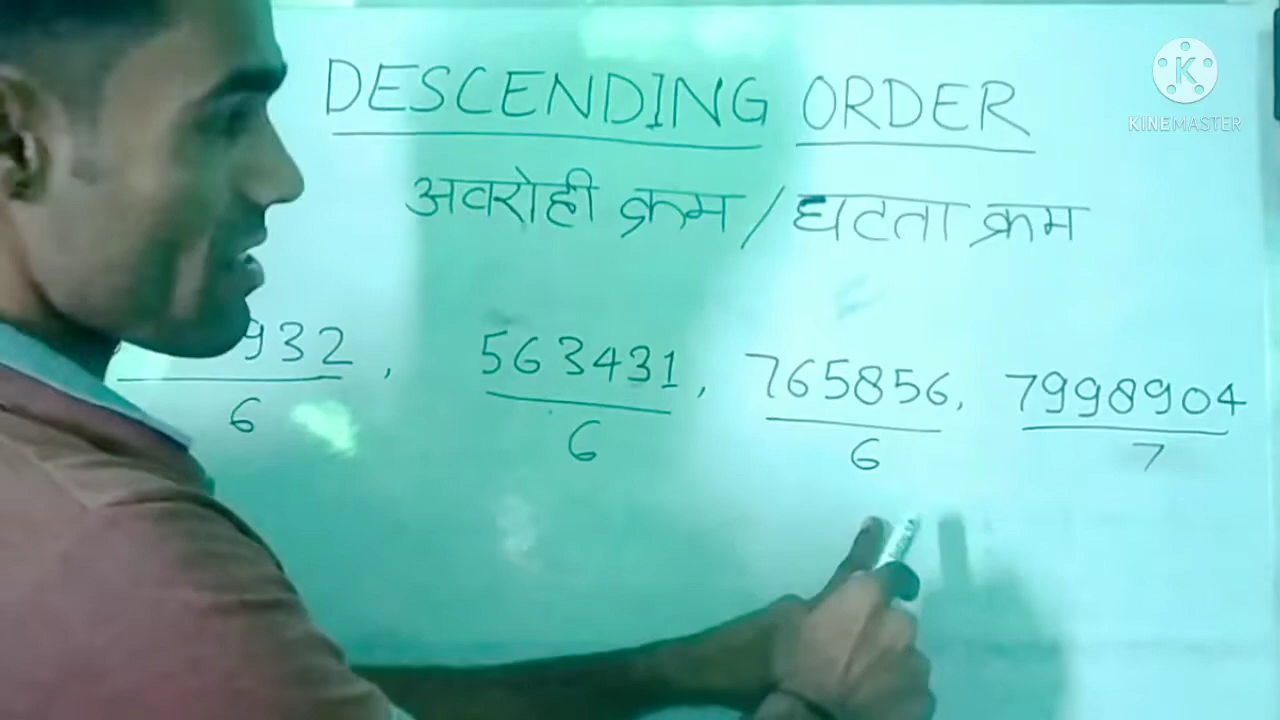 DESCENDING ORDER
KINEMASTER
अवरोही क्रम / घटता क्रम
932, 563431, 765856, 7998904
6 6 6 7